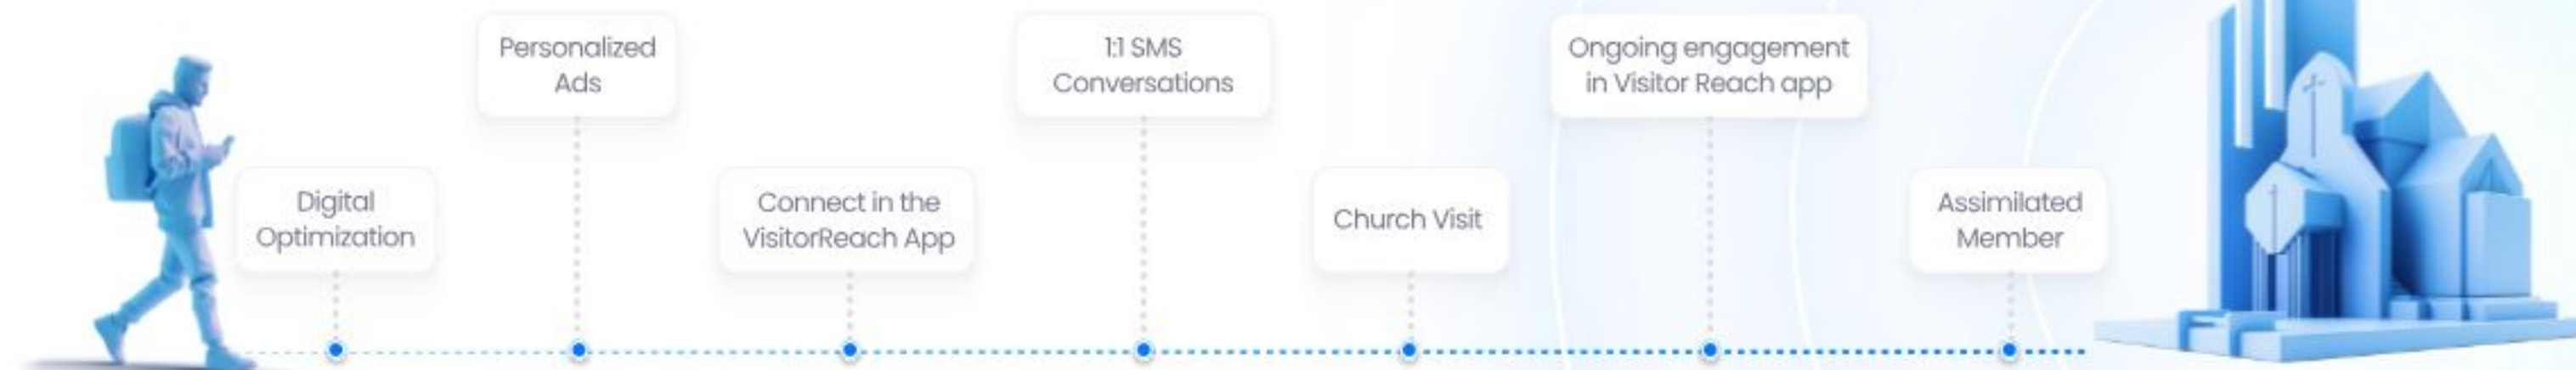 Digital
Optimization
Personalized
Ads
Connect in the
VisitorReach App
1:1 SMS
Conversations
Church Visit
Ongoing engagement
in Visitor Reach app
Assimilated
Member